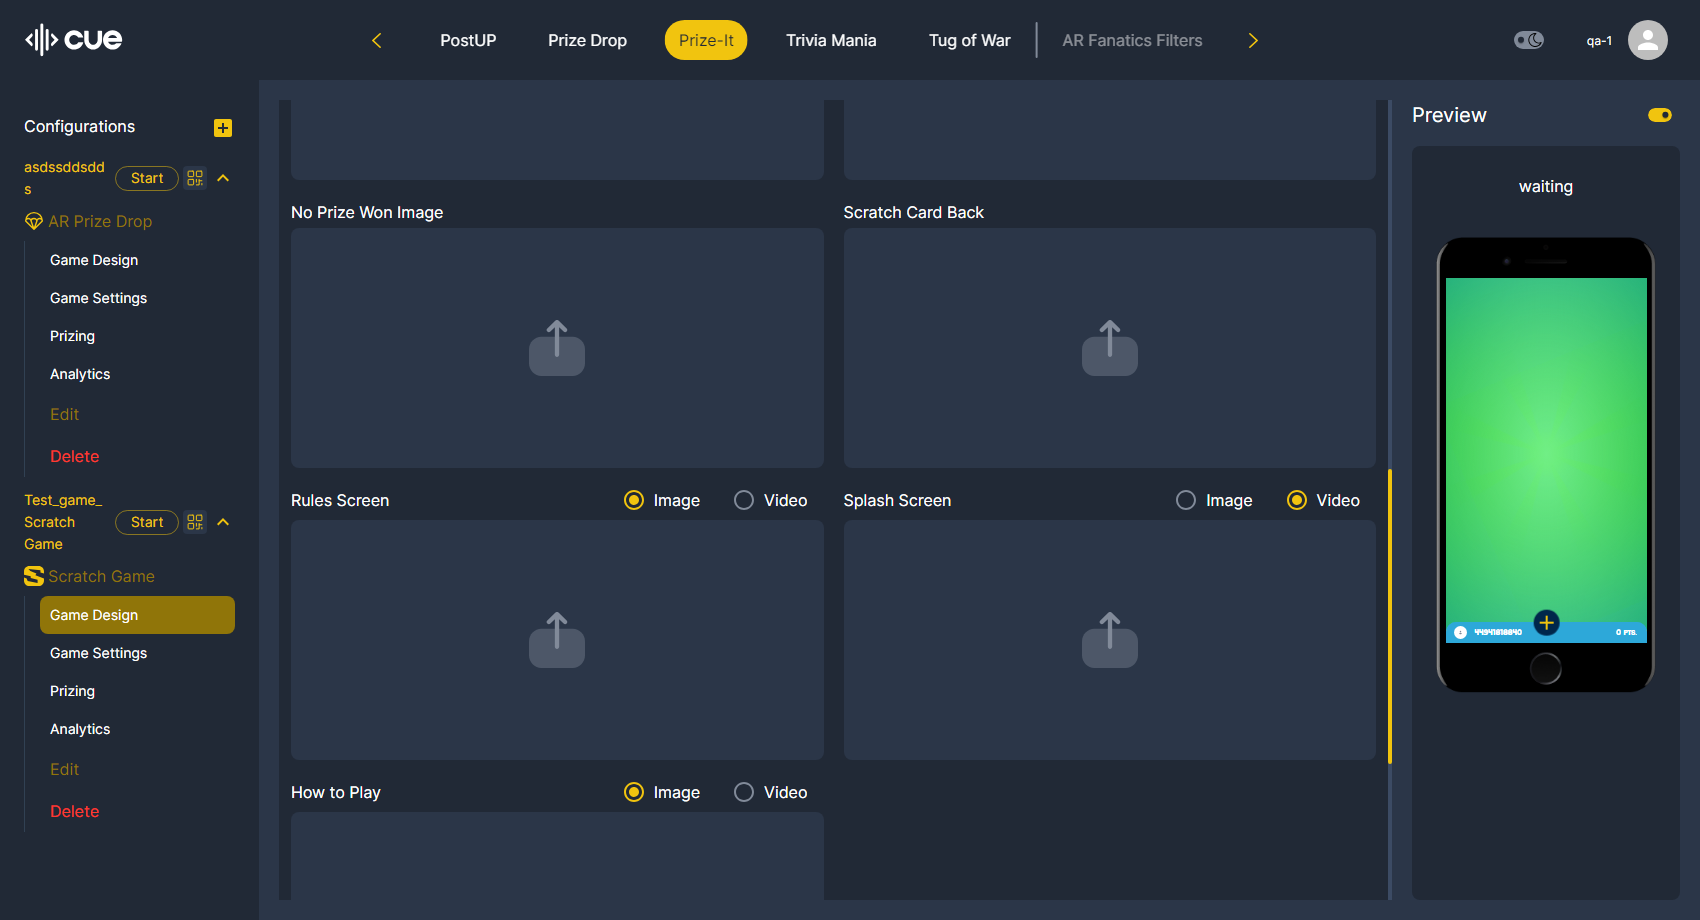 cue
PostUP
Prize Drop
Prize-It
Trivia Mania
Tug of War
AR Fanatics Filters
qa-1
Configurations
asdssddsdd
s
Start
AR Prize Drop
Game Design
Game Settings
Prizing
Analytics
Edit
Delete
Test_game_
Scratch
Game
Start
Scratch Game
Game Design
Game Settings
Prizing
Analytics
Edit
Delete
No Prize Won Image
Scratch Card Back
Rules Screen
Image
Video
Splash Screen
Image
Video
How to Play
Image
Video
Preview
waiting
0 PTS.